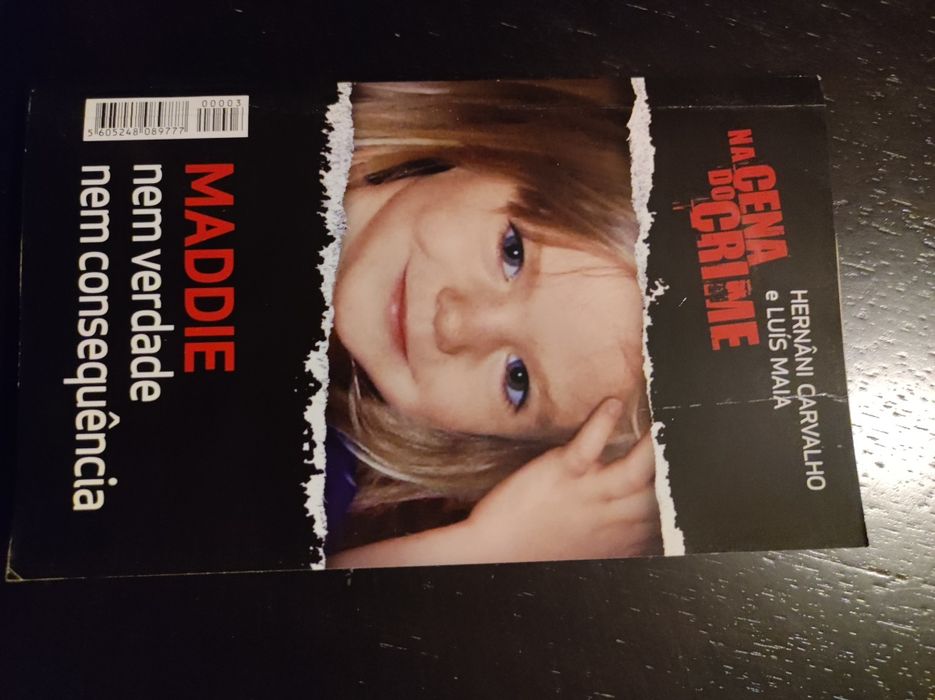 HERNÂNI CARVALHO
e LUÍS MAIA
NA CENA
DO CRIME
MADDIE
nem verdade
nem consequência
00003
5 605248 089777